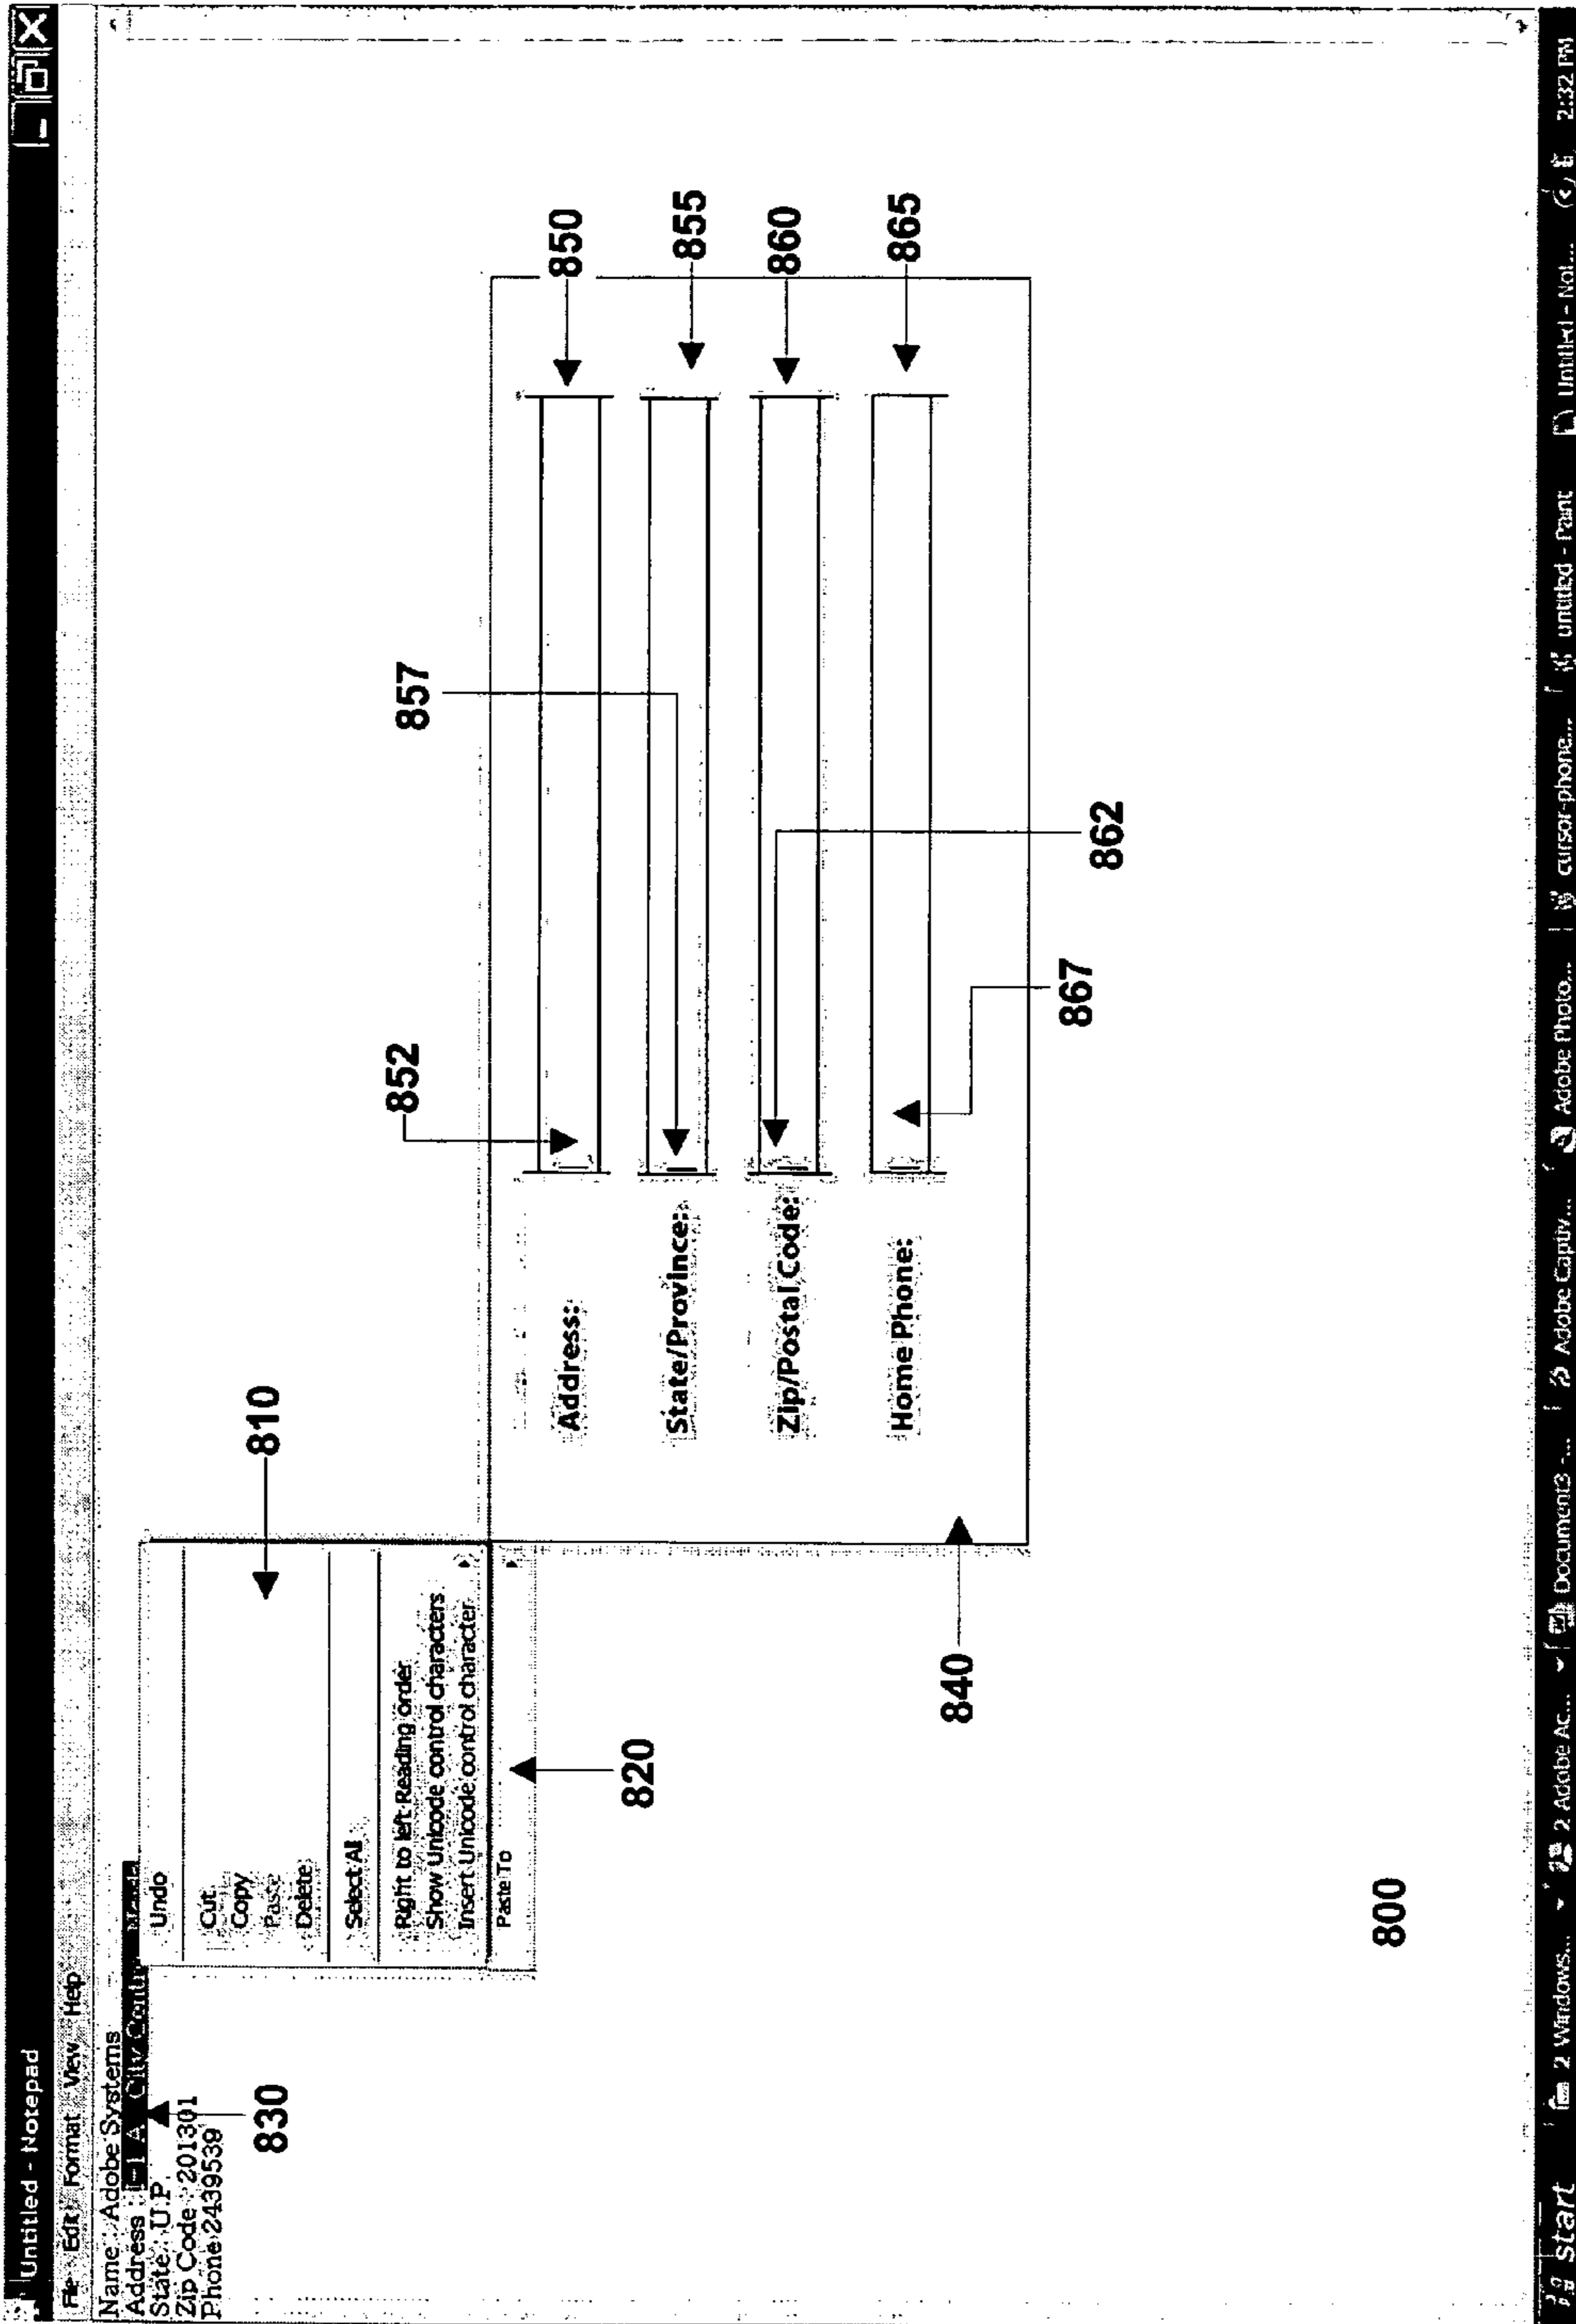 Untitled - Notepad
File Edit Format View Help
Name : Adobe Systems
Address : I-1 A City
State : U.P.
Zip Code : 201301
Phone:2439539
830
Undo
Cut
Copy
Paste
Delete
Select All
Right to left Reading order
Show Unicode control characters
Insert Unicode control character
Paste To
810
820
840
Address:
State/Province:
Zip/Postal Code:
Home Phone:
852
857
862
867
850
855
860
865
800
start
2 Windows...
2 Adobe Ac...
Document3 -...
Adobe Captiv...
Adobe Photo...
cursor-phone...
untitled - Paint
Untitled - Not...
2:32 PM